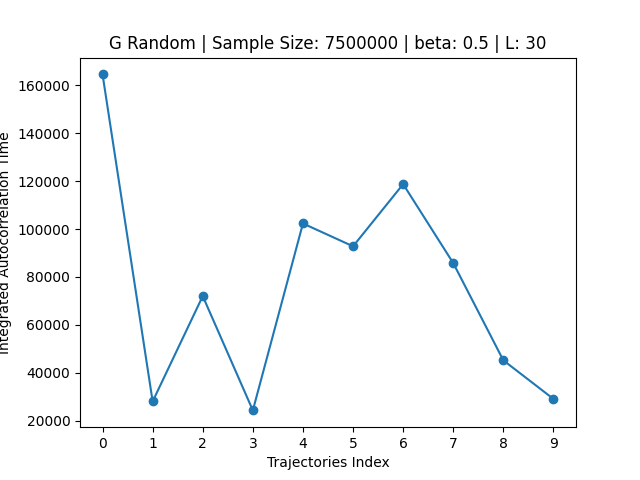 G Random | Sample Size: 7500000 | beta: 0.5 | L: 30
Integrated Autocorrelation Time
160000
140000
120000
100000
80000
60000
40000
20000
0 1 2 3 4 5 6 7 8 9
Trajectories Index